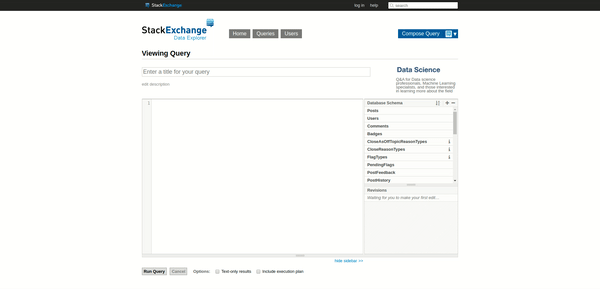 StackExchange
log in
help
search
StackExchange
Data Explorer
Home
Queries
Users
Compose Query
Viewing Query
Enter a title for your query
edit description
Data Science
Q&A for Data science
professionals, Machine Learning
specialists, and those interested
in learning more about the field
1
Database Schema
Posts
Users
Comments
Badges
CloseAsOffTopicReasonTypes 1
CloseReasonTypes 1
FlagTypes 1
PendingFlags
PostFeedback
PostHistory
Revisions
Waiting for you to make your first edit...
hide sidebar >>
Run Query
Cancel
Options:
Text-only results
Include execution plan